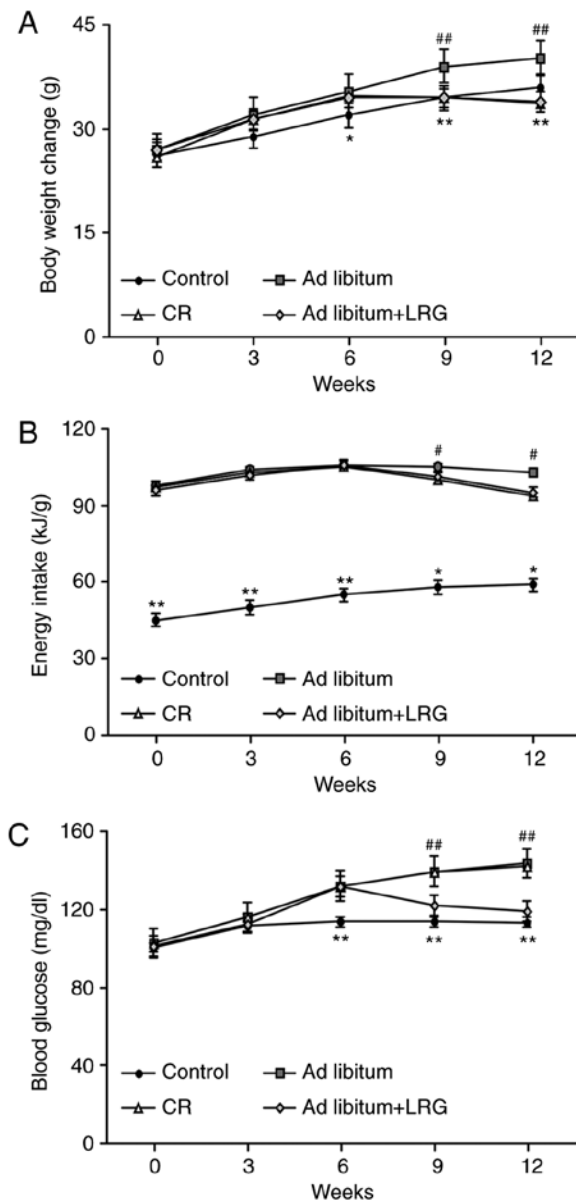 A
Body weight change (g)
45
30
15
0
## ##
* ** **
Control Ad libitum
CR Ad libitum+LRG
0 3 6 9 12
Weeks
B
Energy intake (kJ/g)
120
90
60
30
0
# #
** ** ** * *
Control Ad libitum
CR Ad libitum+LRG
0 3 6 9 12
Weeks
C
Blood glucose (mg/dl)
160
120
80
40
0
## ##
** ** **
Control Ad libitum
CR Ad libitum+LRG
0 3 6 9 12
Weeks